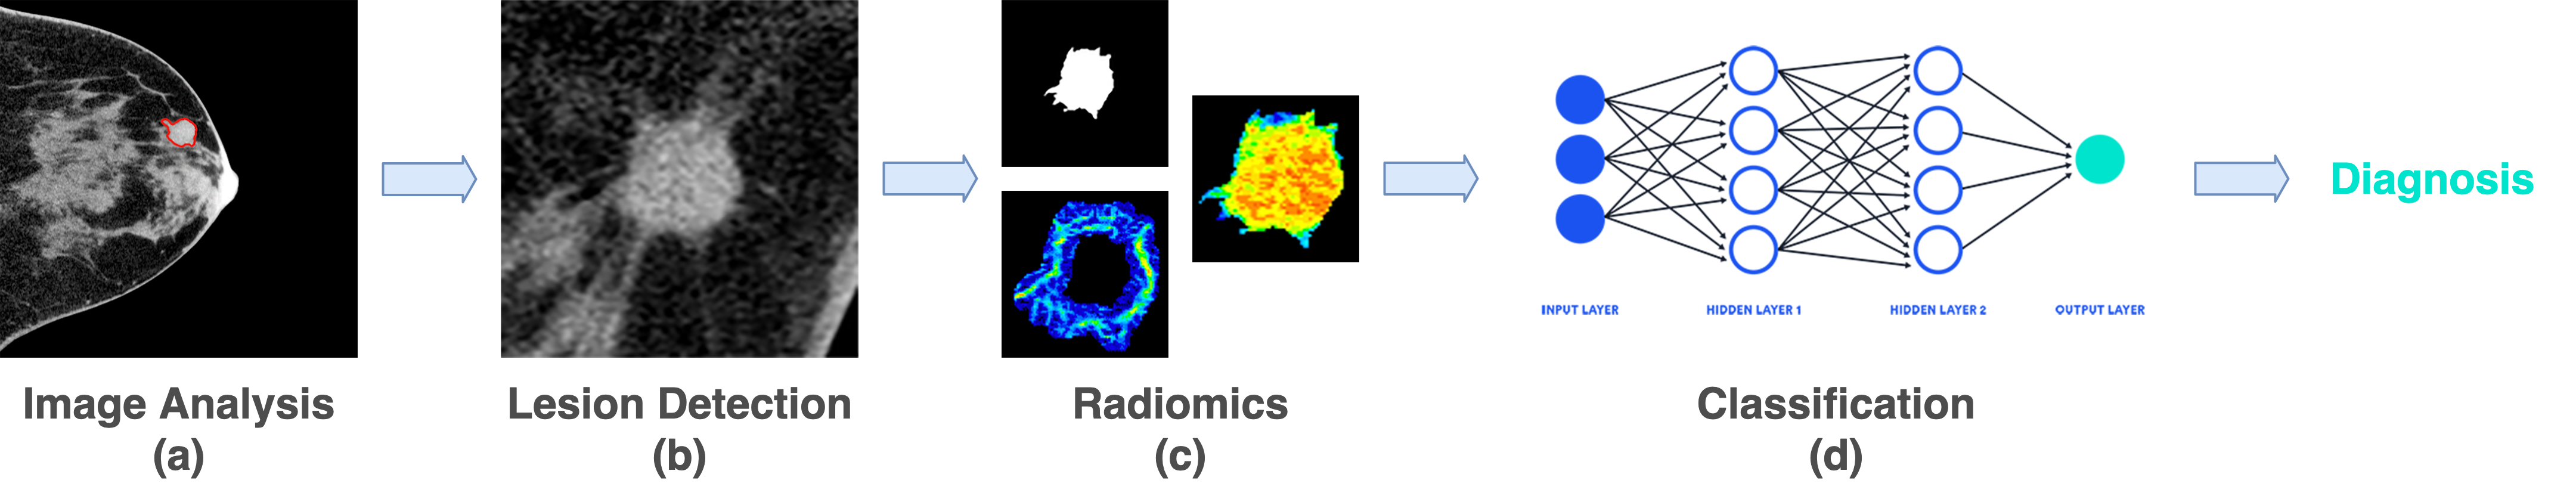 INPUT LAYER
HIDDEN LAYER 1
HIDDEN LAYER 2
OUTPUT LAYER
Diagnosis
Image Analysis
(a)
Lesion Detection
(b)
Radiomics
(c)
Classification
(d)